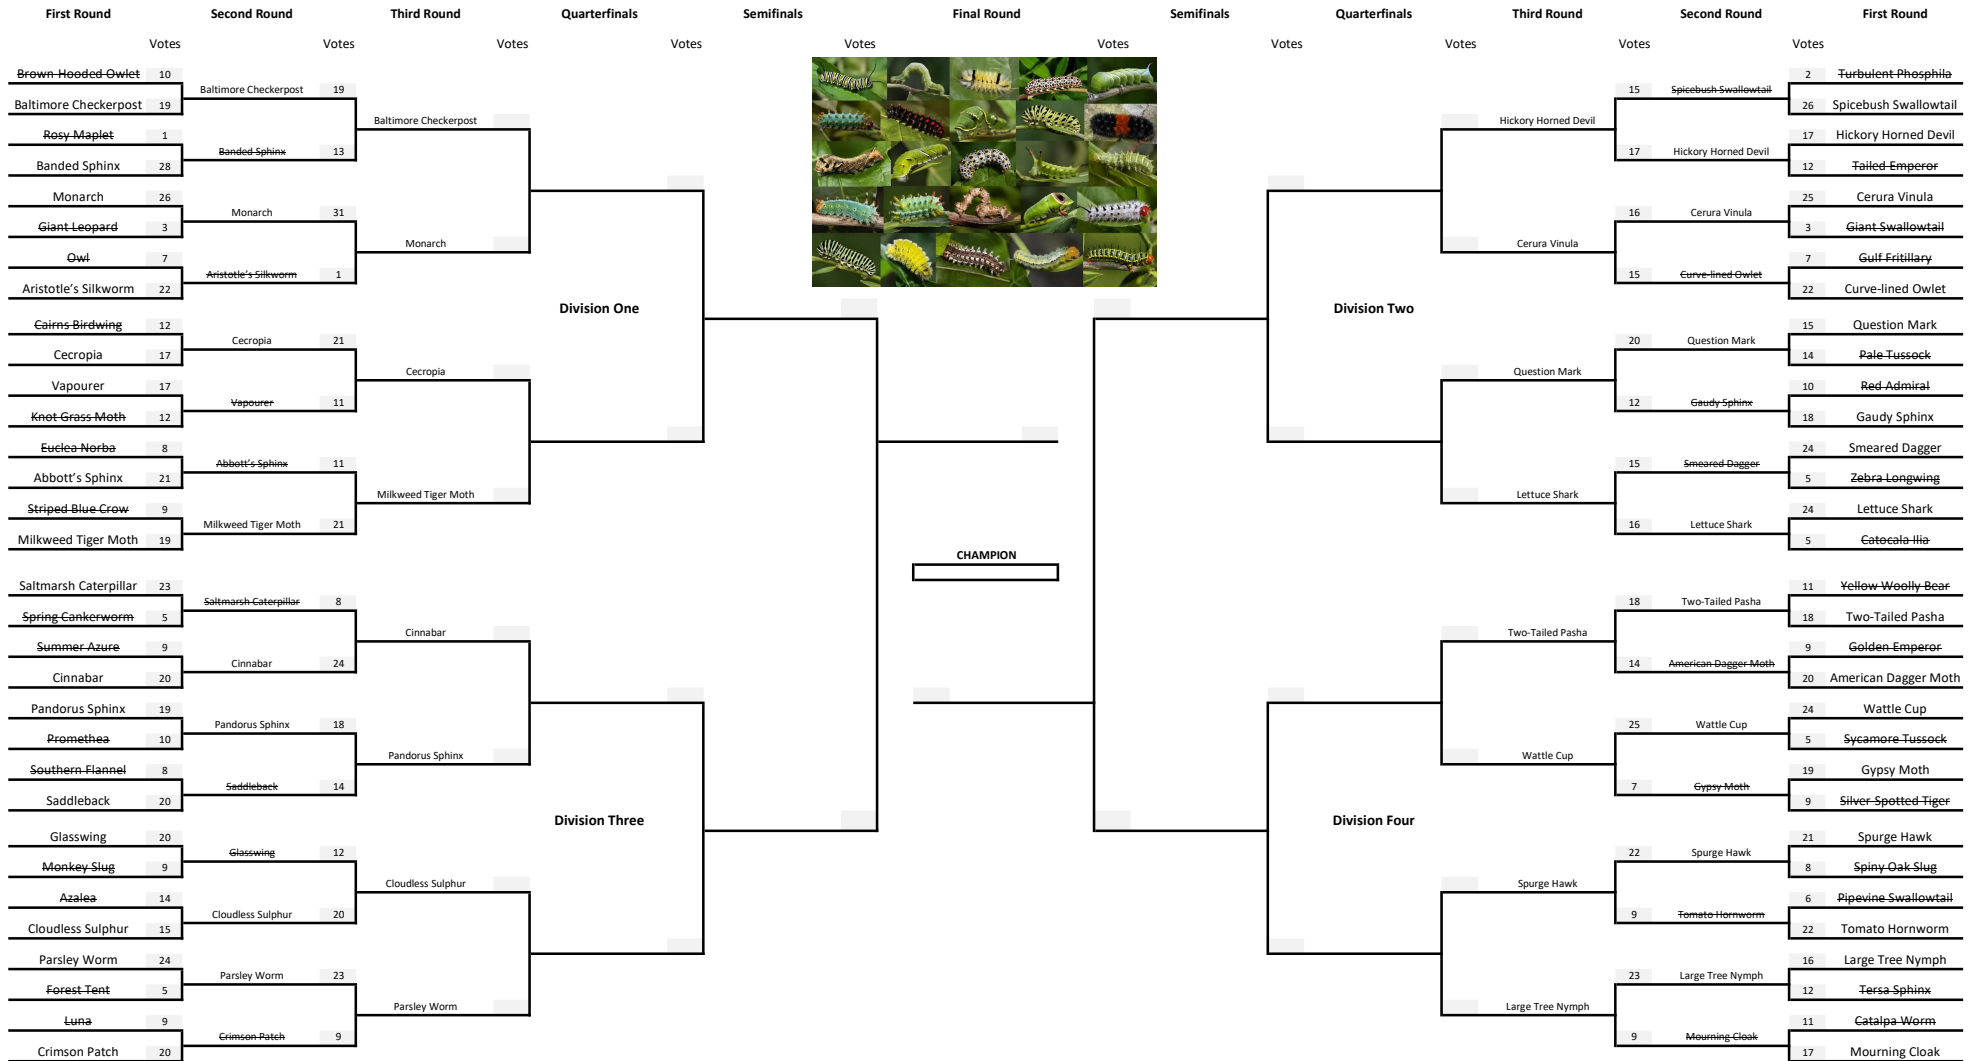 First Round Second Round Third Round Quarterfinals Semifinals Final Round Semifinals Quarterfinals Third Round Second Round First Round
Votes Votes Votes Votes Votes Votes Votes Votes Votes Votes
Brown Hooded Owlet 10
Baltimore Checkerpost 19
Rosy Maplet 1
Banded Sphinx 28
Monarch 26
Giant Leopard 3
Owl 7
Aristotle's Silkworm 22
Cairns Birdwing 12
Cecropia 17
Vapourer 17
Knot Grass Moth 12
Euclea Norba 8
Abbott's Sphinx 21
Striped Blue Crow 9
Milkweed Tiger Moth 19
Saltmarsh Caterpillar 23
Spring Cankerworm 5
Summer Azure 9
Cinnabar 20
Pandorus Sphinx 19
Promethea 10
Southern Flannel 8
Saddleback 20
Glasswing 20
Monkey Slug 9
Azalea 14
Cloudless Sulphur 15
Parsley Worm 24
Forest Tent 5
Luna 9
Crimson Patch 20
Baltimore Checkerpost 19
Banded Sphinx 13
Monarch 31
Aristotle's Silkworm 1
Cecropia 21
Vapourer 11
Abbott's Sphinx 11
Milkweed Tiger Moth 21
Saltmarsh Caterpillar 8
Cinnabar 24
Pandorus Sphinx 18
Saddleback 14
Glasswing 12
Cloudless Sulphur 20
Parsley Worm 23
Crimson Patch 9
Baltimore Checkerpost
Monarch
Cecropia
Milkweed Tiger Moth
Cinnabar
Pandorus Sphinx
Cloudless Sulphur
Parsley Worm
Division One
Division Three
CHAMPION
Division Two
Division Four
Hickory Horned Devil
Cerura Vinula
Question Mark
Lettuce Shark
Two-Tailed Pasha
Wattle Cup
Spurge Hawk
Large Tree Nymph
15 Spicebush Swallowtail
17 Hickory Horned Devil
16 Cerura Vinula
15 Curve-lined Owlet
20 Question Mark
12 Gaudy Sphinx
15 Smeared Dagger
16 Lettuce Shark
18 Two-Tailed Pasha
14 American Dagger Moth
25 Wattle Cup
7 Gypsy Moth
22 Spurge Hawk
9 Tomato Hornworm
23 Large Tree Nymph
9 Mourning Cloak
2 Turbulent Phosphila
26 Spicebush Swallowtail
17 Hickory Horned Devil
12 Tailed Emperor
25 Cerura Vinula
3 Giant Swallowtail
7 Gulf Fritillary
22 Curve-lined Owlet
15 Question Mark
14 Pale Tussock
10 Red Admiral
18 Gaudy Sphinx
24 Smeared Dagger
5 Zebra Longwing
24 Lettuce Shark
5 Catocala Ilia
11 Yellow Woolly Bear
18 Two-Tailed Pasha
9 Golden Emperor
20 American Dagger Moth
24 Wattle Cup
5 Sycamore Tussock
19 Gypsy Moth
9 Silver Spotted Tiger
21 Spurge Hawk
8 Spiny Oak Slug
6 Pipevine Swallowtail
22 Tomato Hornworm
16 Large Tree Nymph
12 Tersa Sphinx
11 Catalpa Worm
17 Mourning Cloak